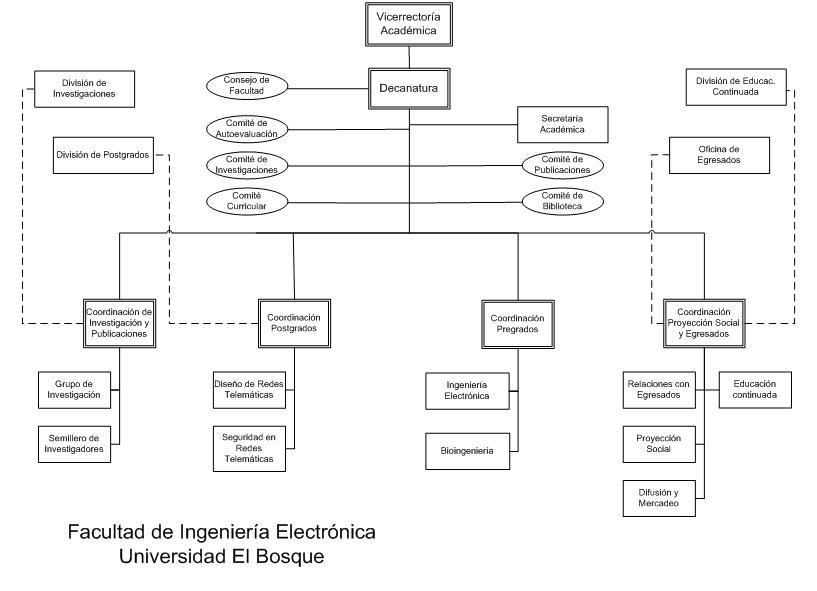 Vicerrectoría
Académica
División de
Investigaciones
Consejo de
Facultad
Decanatura
División de Educac.
Continuada
Comité de
Autoevaluación
Secretaría
Académica
División de Postgrados
Comité de
Investigaciones
Comité de
Publicaciones
Oficina de
Egresados
Comité
Curricular
Comité de
Biblioteca
Coordinación de
Investigación y
Publicaciones
Coordinación
Postgrados
Coordinación
Pregrados
Coordinación
Proyección Social
y Egresados
Grupo de
Investigación
Diseño de Redes
Telemáticas
Ingeniería
Electrónica
Relaciones con
Egresados
Educación
continuada
Semillero de
Investigadores
Seguridad en
Redes
Telemáticas
Bioingeniería
Proyección
Social
Difusión y
Mercadeo
Facultad de Ingeniería Electrónica
Universidad El Bosque